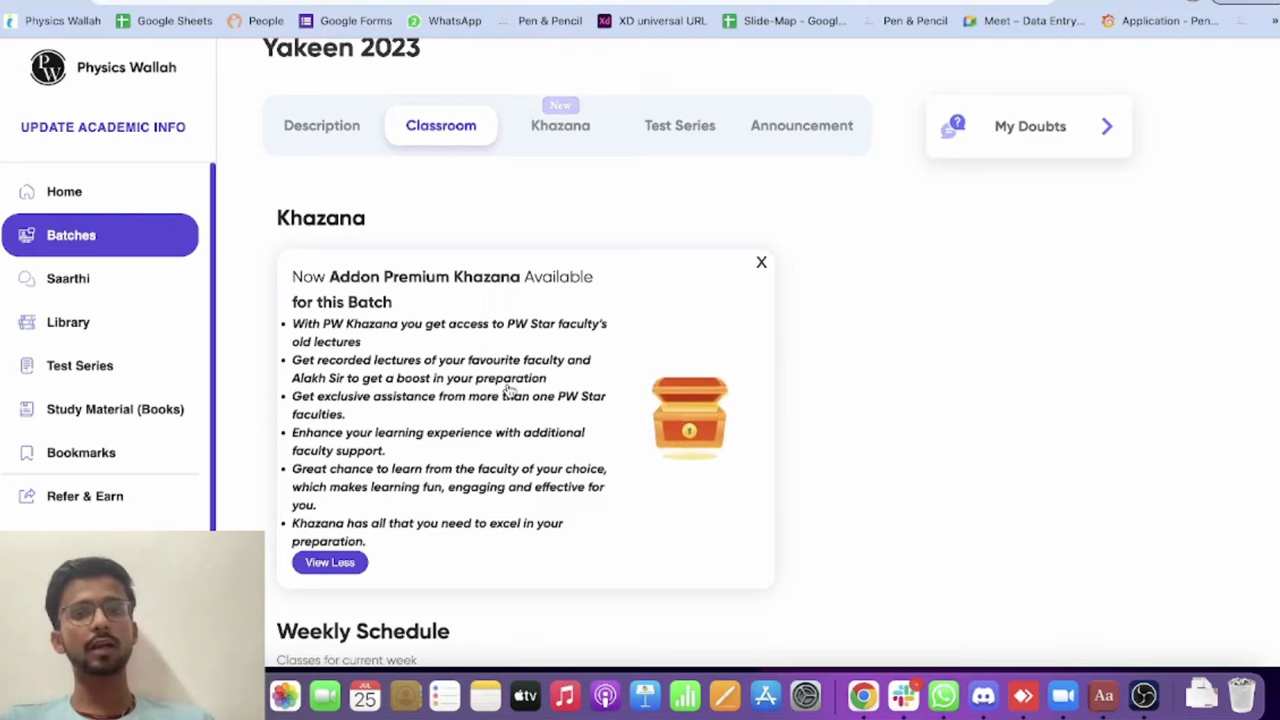 Physics Wallah
Google Sheets
People
Google Forms
WhatsApp
Pen & Pencil
XD universal URL
Slide-Map - Googl...
Pen & Pencil
Meet – Data Entry...
Application - Pen...
»
Yakeen 2023
PW
Physics Wallah
UPDATE ACADEMIC INFO
Home
Batches
Saarthi
Library
Test Series
Study Material (Books)
Bookmarks
Refer & Earn
Description
Classroom
New
Khazana
Test Series
Announcement
My Doubts
Khazana
X
Now Addon Premium Khazana Available
for this Batch
• With PW Khazana you get access to PW Star faculty's
old lectures
• Get recorded lectures of your favourite faculty and
Alakh Sir to get a boost in your preparation
• Get exclusive assistance from more than one PW Star
faculties.
• Enhance your learning experience with additional
faculty support.
• Great chance to learn from the faculty of your choice,
which makes learning fun, engaging and effective for
you.
• Khazana has all that you need to excel in your
preparation.
View Less
Weekly Schedule
Classes for current week
JUL
25
tv
Aa